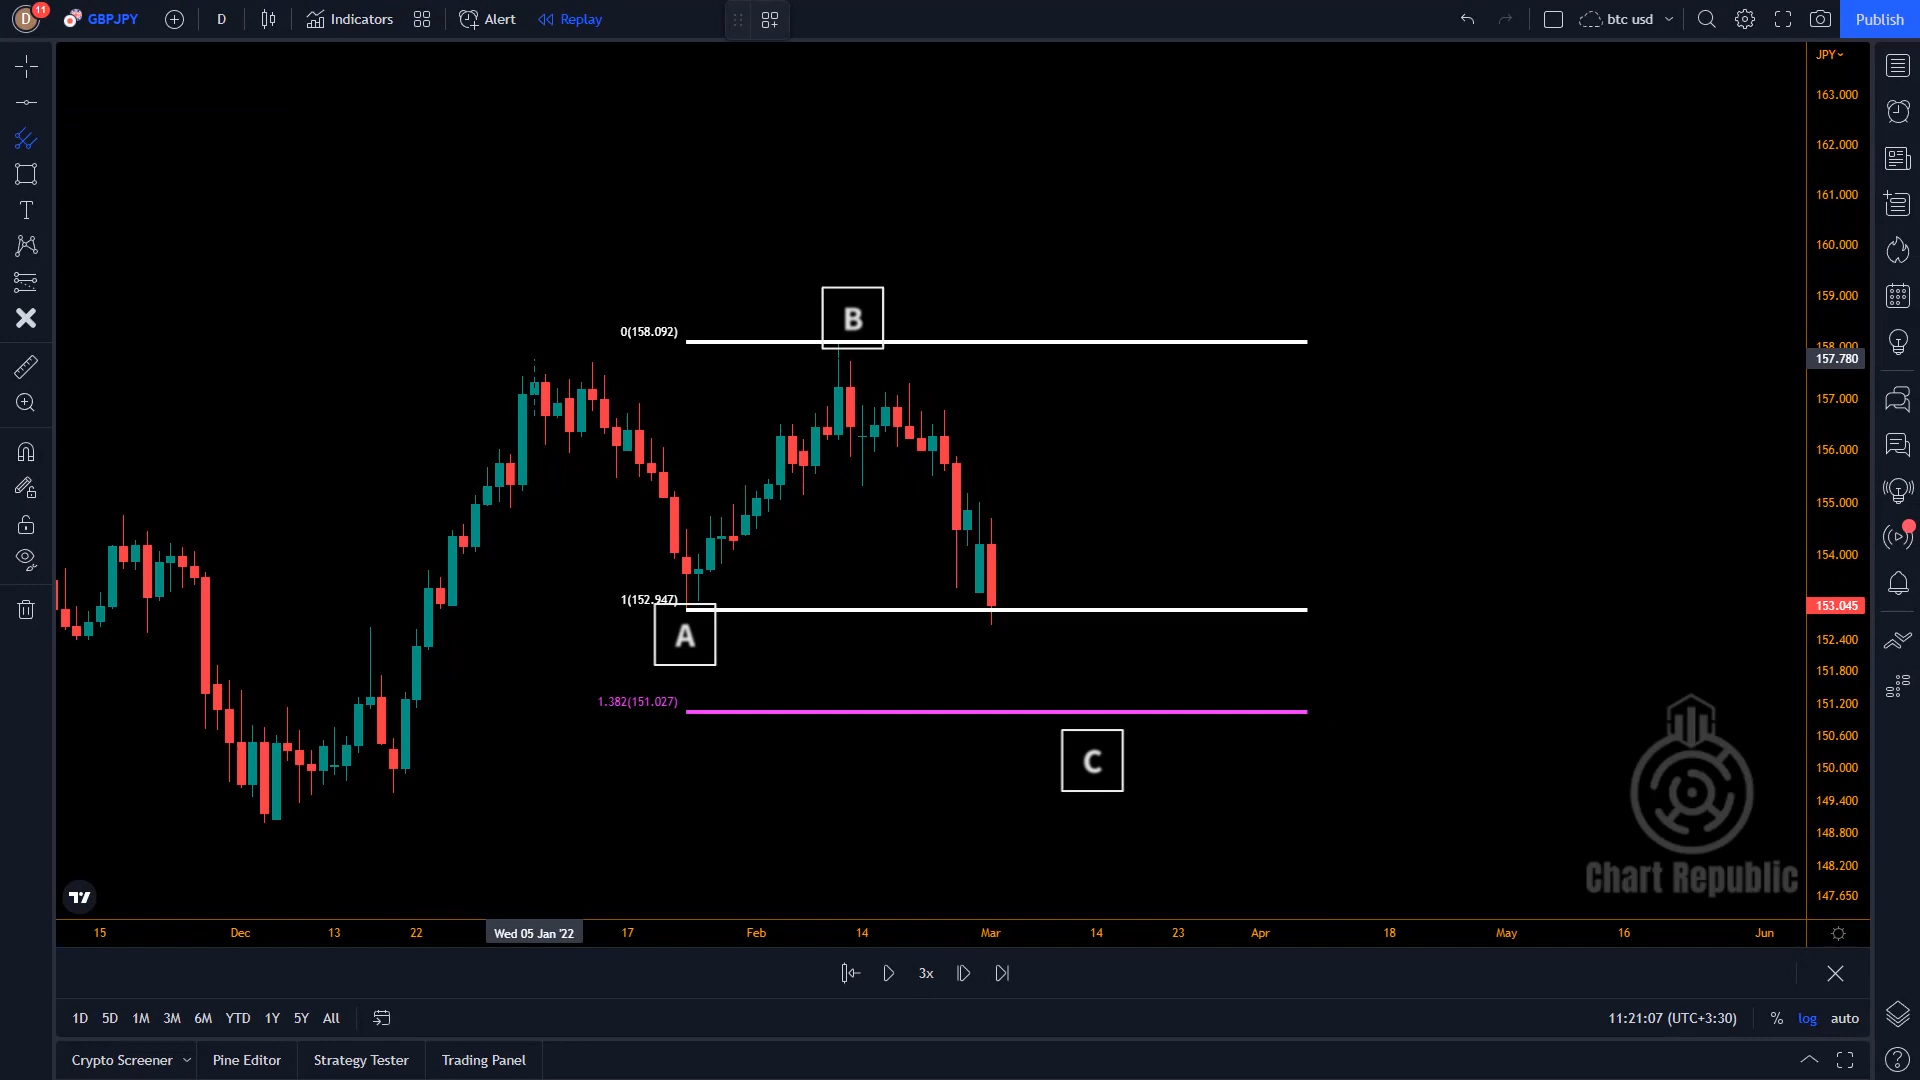 D 11 GBPJPY D Indicators Alert Replay btc usd Publish
JPY
163.000
162.000
161.000
160.000
159.000
B
0(158.092)
158.000
157.780
157.000
156.000
155.000
154.000
1(152.947)
153.045
A
152.400
151.800
1.382(151.027)
151.200
150.600
C
150.000
149.400
148.800
Chart Republic
148.200
147.650
15 Dec 13 22 Wed 05 Jan '22 17 Feb 14 Mar 14 23 Apr 18 May 16 Jun
3x
1D 5D 1M 3M 6M YTD 1Y 5Y All 11:21:07 (UTC+3:30) % log auto
Crypto Screener Pine Editor Strategy Tester Trading Panel